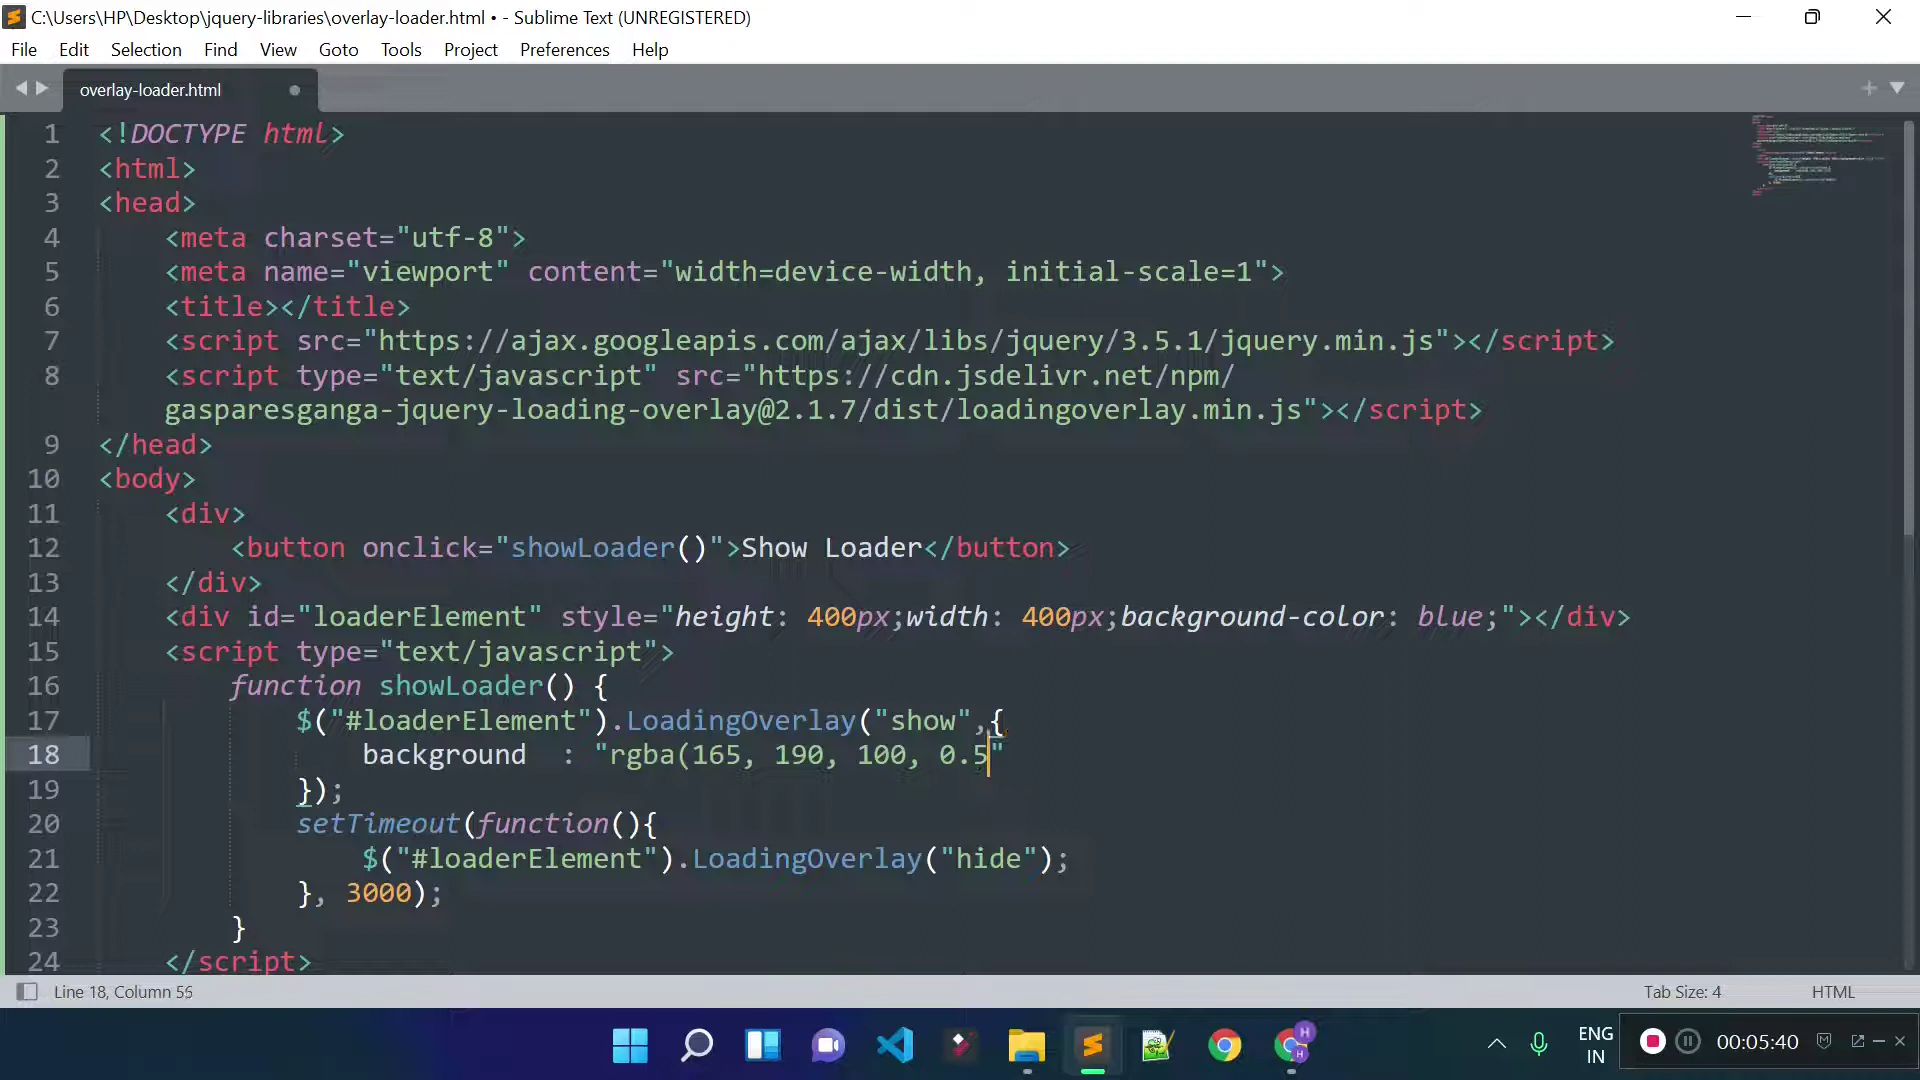 C:\Users\HP\Desktop\jquery-libraries\overlay-loader.html • - Sublime Text (UNREGISTERED)
File Edit Selection Find View Goto Tools Project Preferences Help
overlay-loader.html
1 <!DOCTYPE html>
2 <html>
3 <head>
4 <meta charset="utf-8">
5 <meta name="viewport" content="width=device-width, initial-scale=1">
6 <title></title>
7 <script src="https://ajax.googleapis.com/ajax/libs/jquery/3.5.1/jquery.min.js"></script>
8 <script type="text/javascript" src="https://cdn.jsdelivr.net/npm/
gasparesganga-jquery-loading-overlay@2.1.7/dist/loadingoverlay.min.js"></script>
9 </head>
10 <body>
11 <div>
12 <button onclick="showLoader()">Show Loader</button>
13 </div>
14 <div id="loaderElement" style="height: 400px;width: 400px;background-color: blue;"></div>
15 <script type="text/javascript">
16 function showLoader() {
17 $("#loaderElement").LoadingOverlay("show",{
18 background  : "rgba(165, 190, 100, 0.5"
19 });
20 setTimeout(function(){
21 $("#loaderElement").LoadingOverlay("hide");
22 }, 3000);
23 }
24 </script>
Line 18, Column 56
Tab Size: 4
HTML
ENG
IN
00:05:40